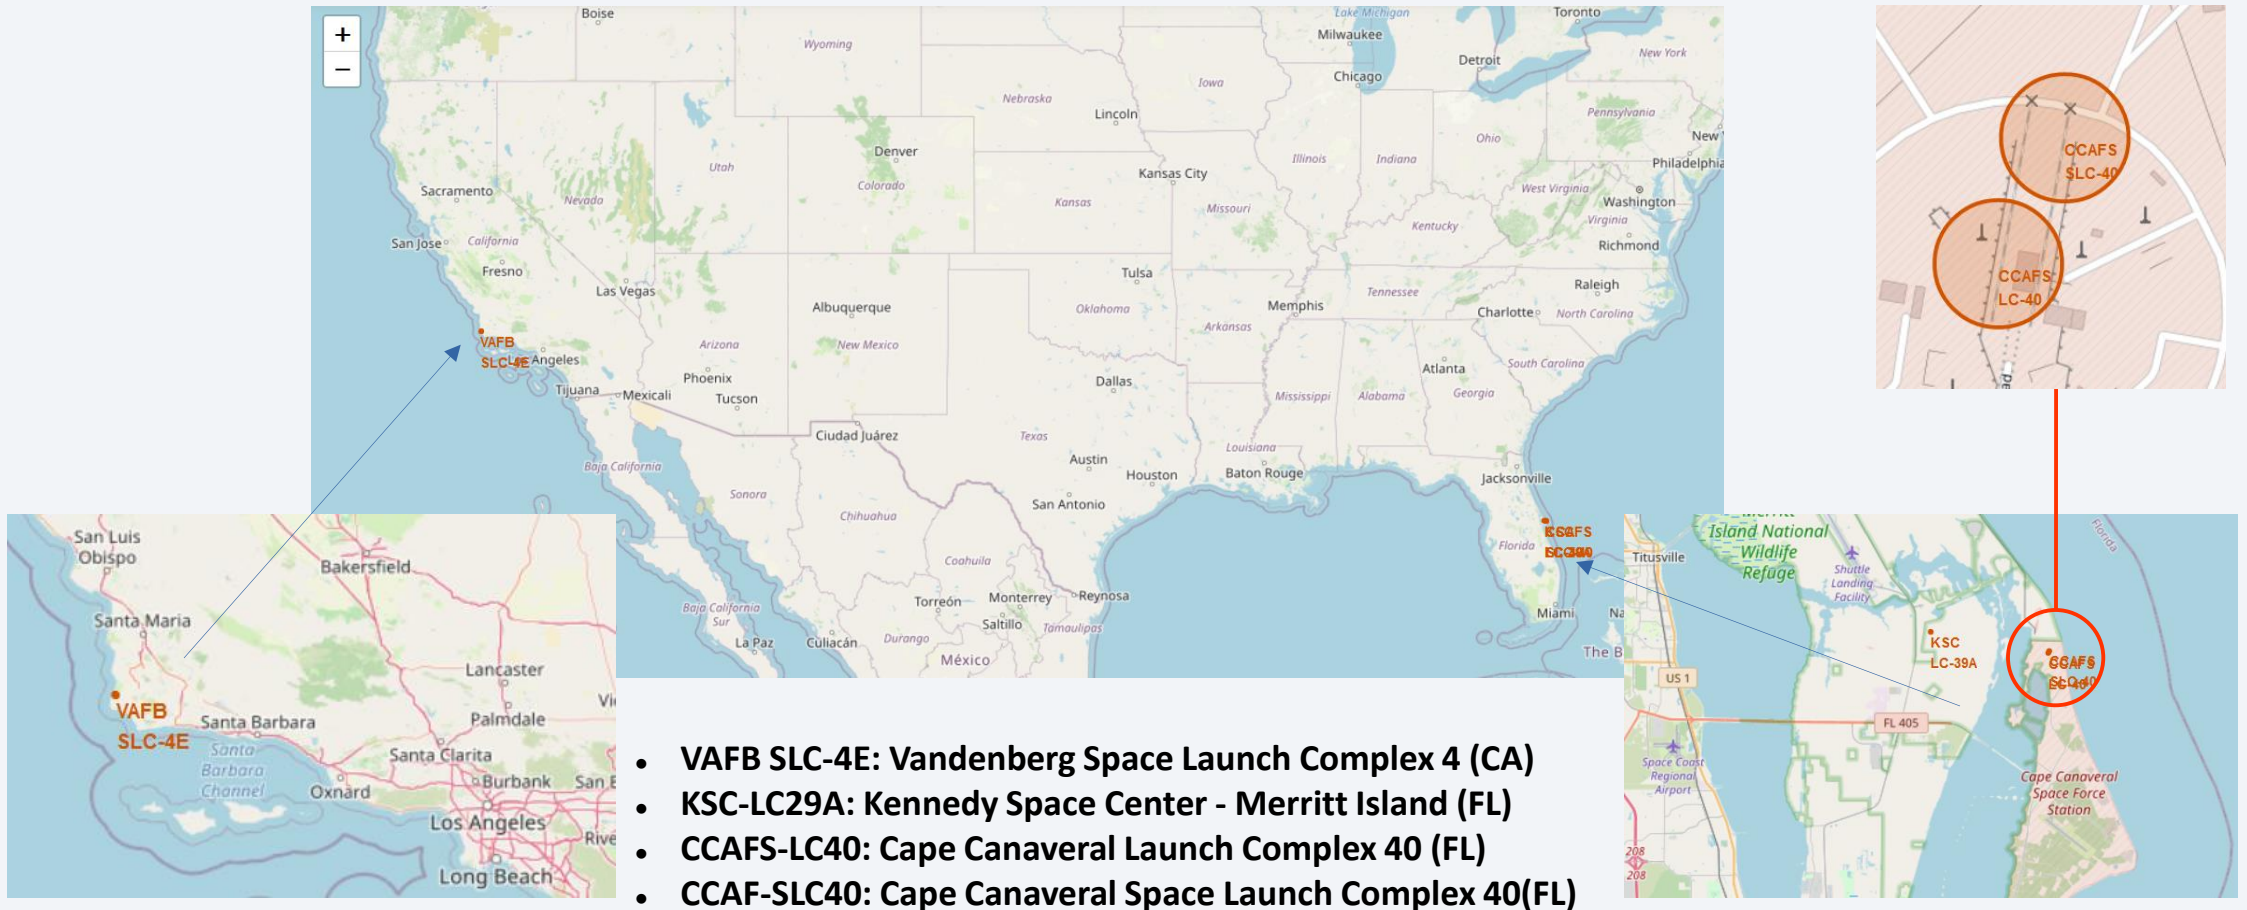 +
−
Boise
Wyoming
Lake Michigan
Toronto
Milwaukee
New York
Detroit
Chicago
Iowa
Nebraska
Lincoln
Pennsylvania
New
Ohio
Denver
Utah
Illinois
Indiana
Philadelphia
Kansas City
Colorado
Sacramento
Nevada
Kansas
Missouri
West Virginia
Washington
Virginia
Kentucky
Richmond
San Jose
California
Fresno
Tulsa
Las Vegas
Albuquerque
Oklahoma
Memphis
Tennessee
Raleigh
Charlotte
North Carolina
Arkansas
VAFB
SLC-4E
Angeles
Arizona
New Mexico
Atlanta
South Carolina
Phoenix
Dallas
Tijuana
Mexicali
Tucson
Mississippi
Alabama
Georgia
Ciudad Juárez
Texas
Louisiana
Austin
Baja California
Houston
Baton Rouge
Jacksonville
Sonora
San Antonio
Chihuahua
Florida
Coahuila
Torreón
Monterrey
Reynosa
Baja California
Sur
Saltillo
Tamaulipas
Miami
Na
La Paz
Culiacán
Durango
México
The B
CCAFS
SLC-40
CCAFS
LC-40
San Luis
Obispo
Bakersfield
Santa Maria
Lancaster
VAFB
SLC-4E
Santa Barbara
Palmdale
Vi
Santa
Barbara
Channel
Santa Clarita
Burbank
San B
Oxnard
Los Angeles
Rive
Long Beach
Island National
Wildlife
Refuge
Florida
Titusville
Shuttle
Landing
Facility
KSC
LC-39A
US 1
FL 405
Space Coast
Regional
Airport
Cape Canaveral
Space Force
Station
208
208
• VAFB SLC-4E: Vandenberg Space Launch Complex 4 (CA)
• KSC-LC29A: Kennedy Space Center - Merritt Island (FL)
• CCAFS-LC40: Cape Canaveral Launch Complex 40 (FL)
• CCAF-SLC40: Cape Canaveral Space Launch Complex 40(FL)